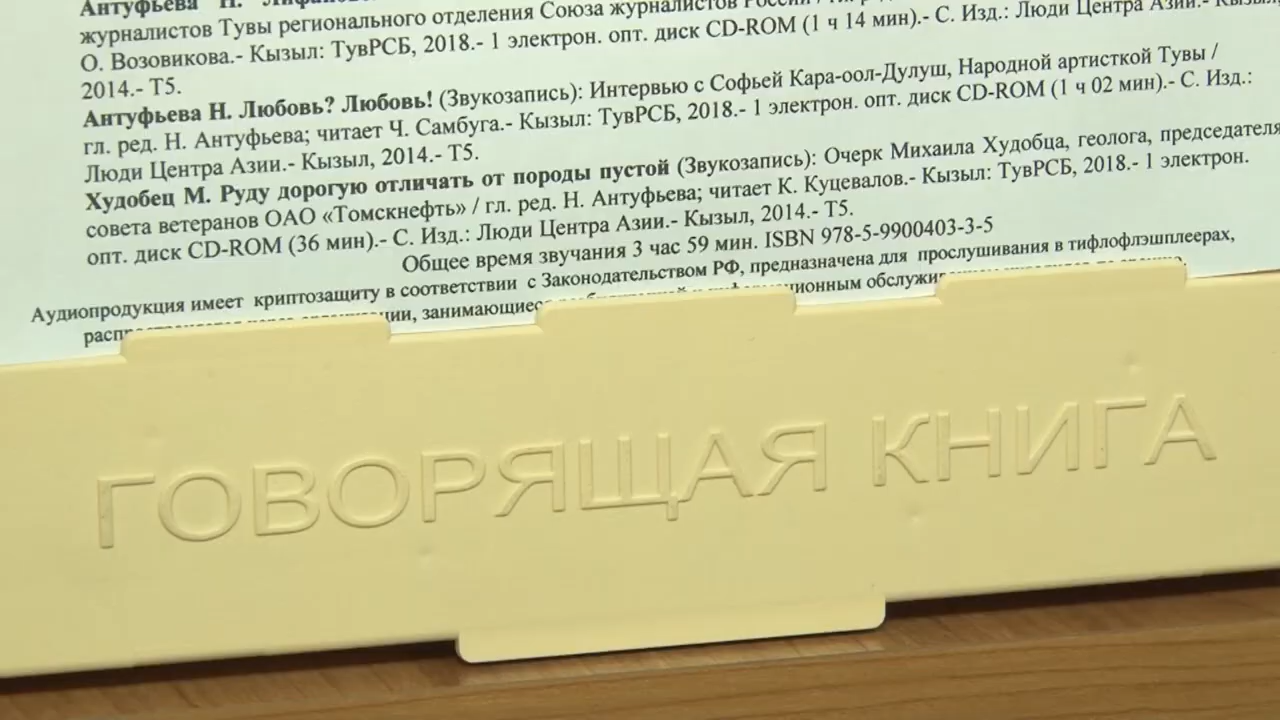 Антуфьева Н.
журналистов Тувы регионального отделения Союза журналистов России
О. Возовикова.- Кызыл: ТувРСБ, 2018.- 1 электрон. опт. диск CD-ROM (1 ч 14 мин).- С. Изд.: Люди Центра Азии.-
2014.- Т5.
Антуфьева Н. Любовь? Любовь! (Звукозапись): Интервью с Софьей Кара-оол-Дулуш, Народной артисткой Тувы /
гл. ред. Н. Антуфьева; читает Ч. Самбуга.- Кызыл: ТувРСБ, 2018.- 1 электрон. опт. диск CD-ROM (1 ч 02 мин).- С. Изд.:
Люди Центра Азии.- Кызыл, 2014.- Т5.
Худобец М. Руду дорогую отличать от породы пустой (Звукозапись): Очерк Михаила Худобца, геолога, председателя
совета ветеранов ОАО «Томскнефть» / гл. ред. Н. Антуфьева; читает К. Куцевалов.- Кызыл: ТувРСБ, 2018.- 1 электрон.
опт. диск CD-ROM (36 мин).- С. Изд.: Люди Центра Азии.- Кызыл, 2014.- Т5.
Общее время звучания 3 час 59 мин. ISBN 978-5-9900403-3-5
Аудиопродукция имеет криптозащиту в соответствии с Законодательством РФ, предназначена для прослушивания в тифлофлэшплеерах,
занимающиеся
ГОВОРЯЩАЯ КНИГА